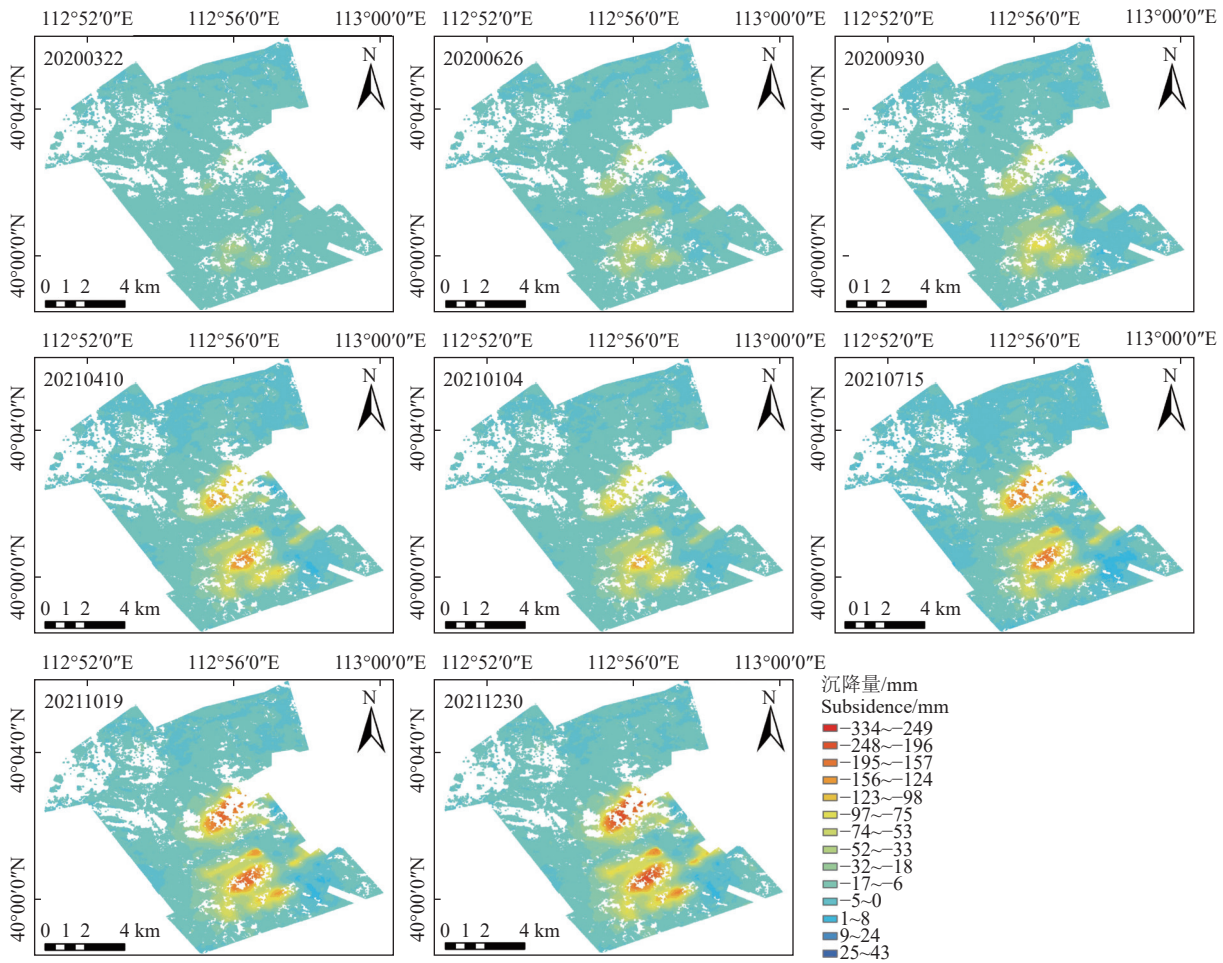 112°52′0″E 112°56′0″E 113°00′0″E 112°52′0″E 112°56′0″E 113°00′0″E 112°52′0″E 112°56′0″E 113°00′0″E
20200322 N 20200626 N 20200930 N
40°04′0″N 40°04′0″N 40°04′0″N
40°00′0″N 40°00′0″N 40°00′0″N
0 1 2 4 km 0 1 2 4 km 0 1 2 4 km
112°52′0″E 112°56′0″E 113°00′0″E 112°52′0″E 112°56′0″E 113°00′0″E 112°52′0″E 112°56′0″E 113°00′0″E
20210410 N 20210104 N 20210715 N
40°04′0″N 40°04′0″N 40°04′0″N
40°00′0″N 40°00′0″N 40°00′0″N
0 1 2 4 km 0 1 2 4 km 0 1 2 4 km
112°52′0″E 112°56′0″E 113°00′0″E 112°52′0″E 112°56′0″E 113°00′0″E
20211019 N 20211230 N
40°04′0″N 40°04′0″N
40°00′0″N 40°00′0″N
0 1 2 4 km 0 1 2 4 km
沉降量/mm
Subsidence/mm
−334~−249
−248~−196
−195~−157
−156~−124
−123~−98
−97~−75
−74~−53
−52~−33
−32~−18
−17~−6
−5~0
1~8
9~24
25~43